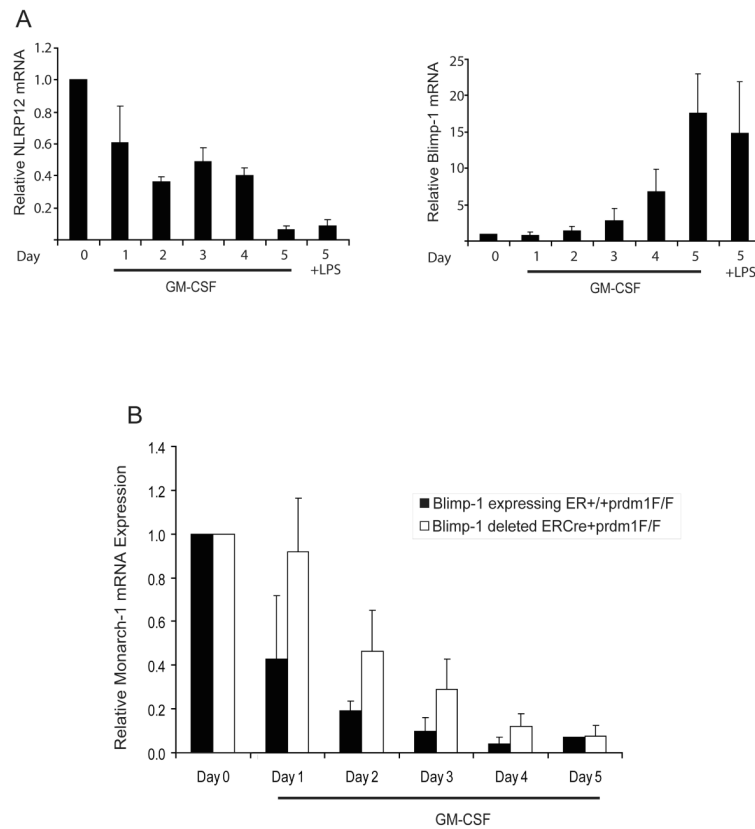 A
Relative NLRP12 mRNA
1.2
1.0
0.8
0.6
0.4
0.2
Day
0 1 2 3 4 5 5
+LPS
GM-CSF
Relative Blimp-1 mRNA
25
20
15
10
5
Day
0 1 2 3 4 5 5
+LPS
GM-CSF
B
Relative Monarch-1 mRNA Expression
1.4
1.2
1.0
0.8
0.6
0.4
0.2
0.0
Blimp-1 expressing ER+/+prdm1F/F
Blimp-1 deleted ERCre+prdm1F/F
Day 0 Day 1 Day 2 Day 3 Day 4 Day 5
GM-CSF